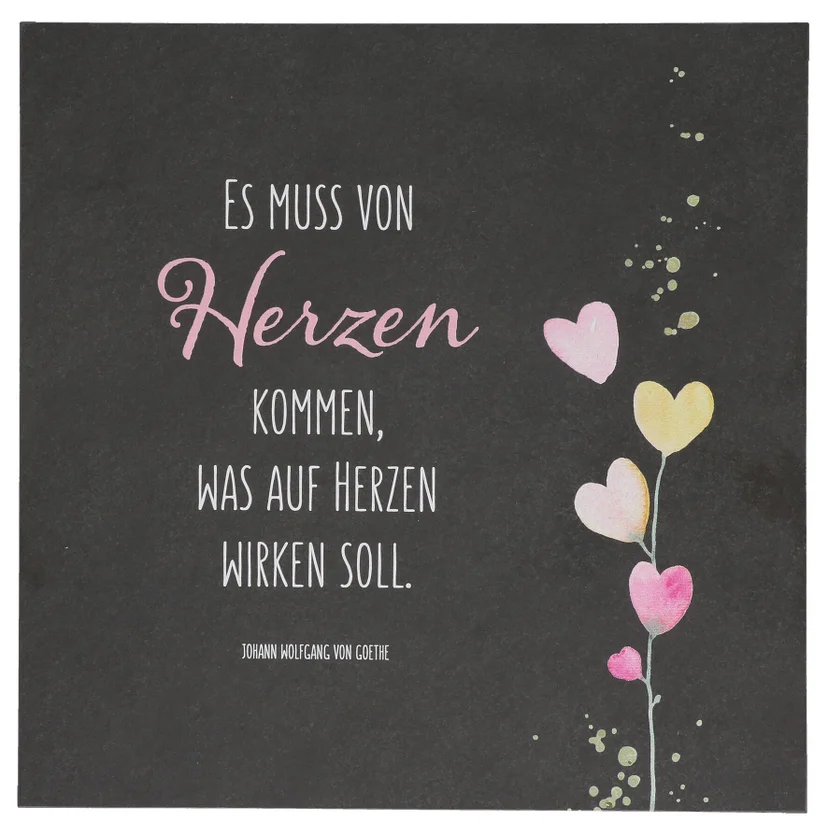 Es muss von
Herzen
kommen,
was auf Herzen
wirken soll.
Johann Wolfgang von Goethe